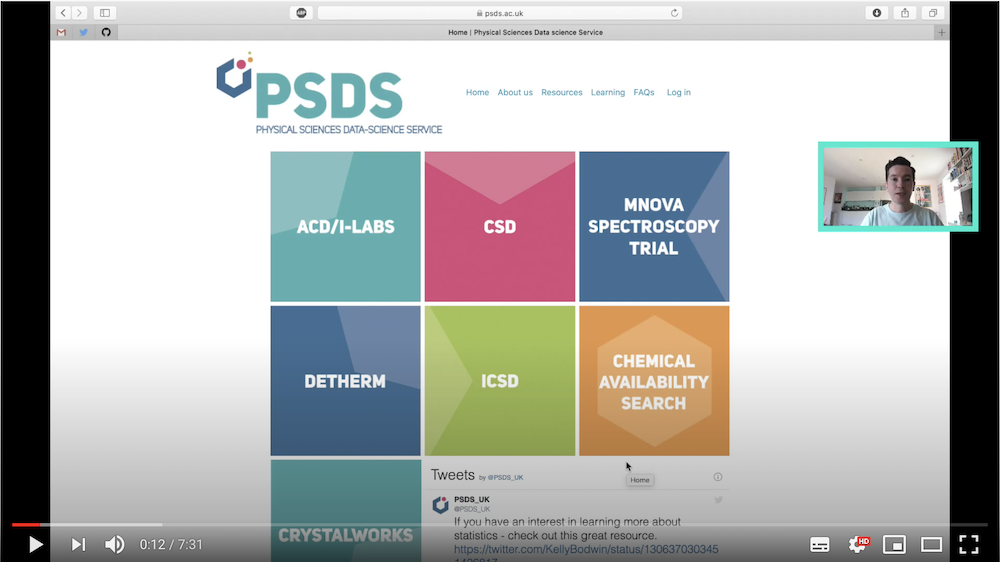 psds.ac.uk
Home | Physical Sciences Data science Service
PSDS
PHYSICAL SCIENCES DATA-SCIENCE SERVICE
Home About us Resources Learning FAQs Log in
ACD/I-LABS
CSD
MNOVA
SPECTROSCOPY
TRIAL
DETHERM
ICSD
CHEMICAL
AVAILABILITY
SEARCH
CRYSTALWORKS
Tweets by @PSDS_UK
Home
PSDS_UK
@PSDS_UK
If you have an interest in learning more about
statistics - check out this great resource.
https://twitter.com/KellyBodwin/status/130637030345
0:12 / 7:31
HD
ABP